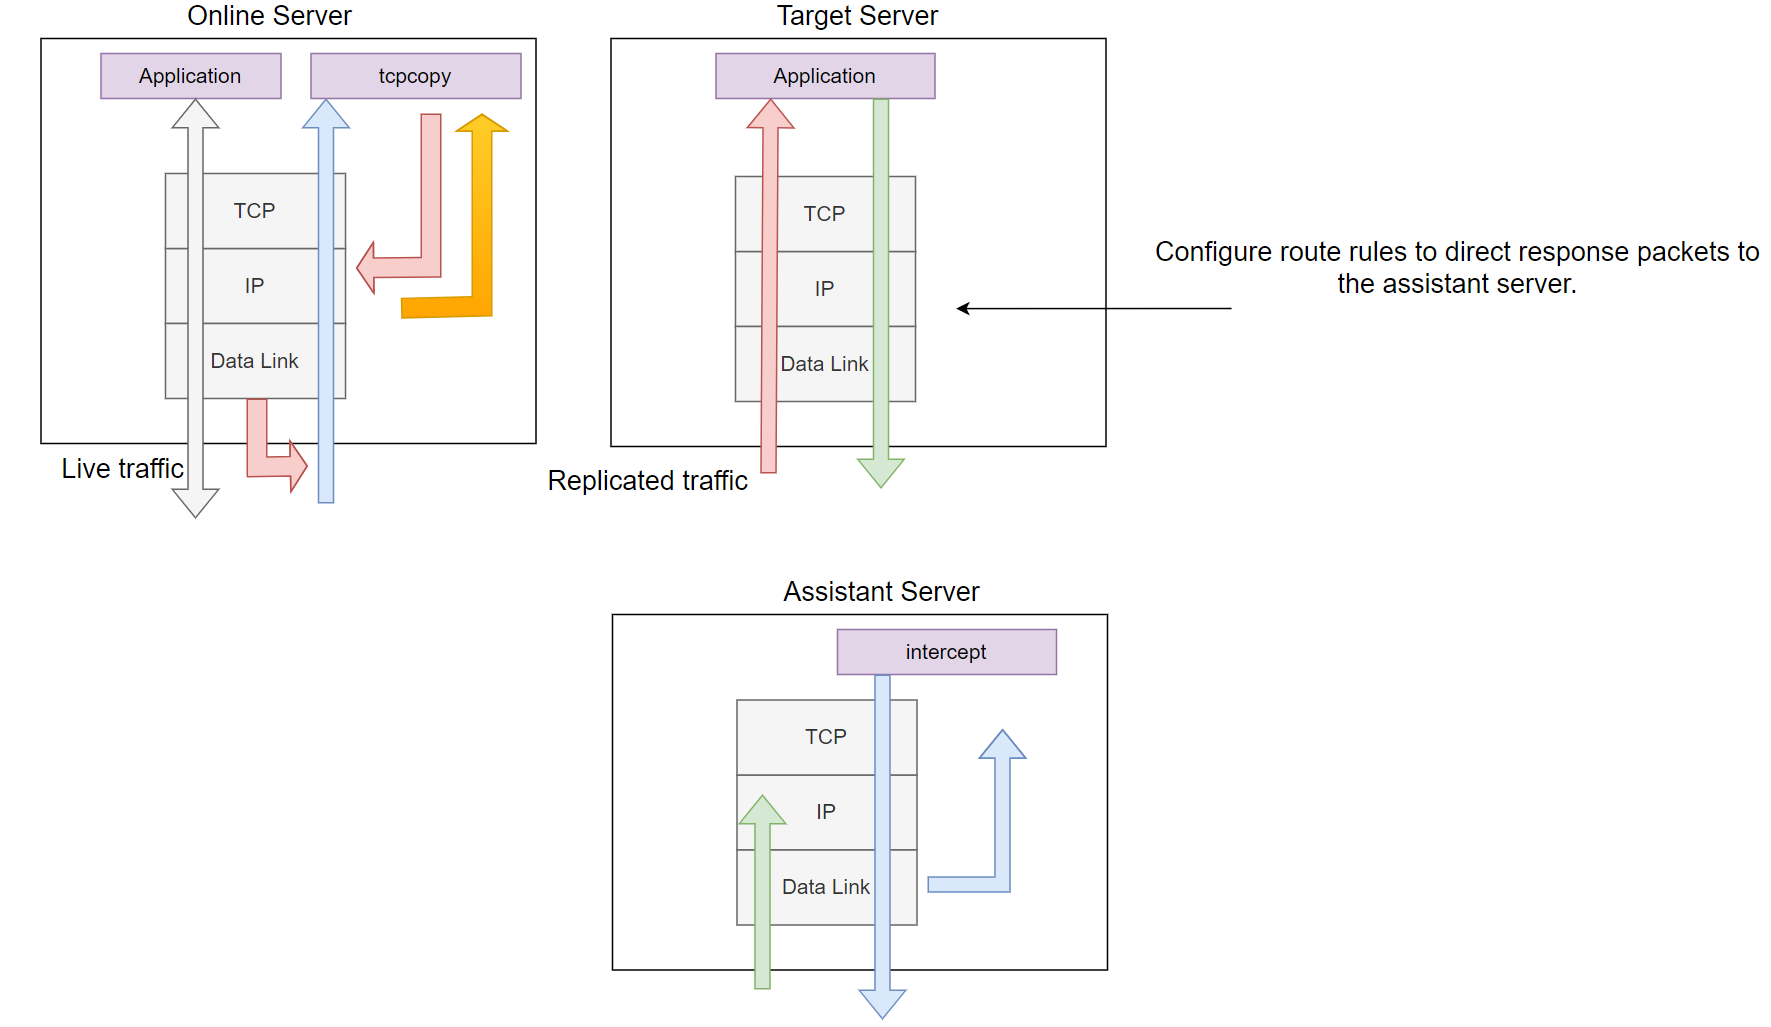 Online Server
Application
tcpcopy
TCP
IP
Data Link
Live traffic
Target Server
Application
TCP
IP
Data Link
Replicated traffic
Configure route rules to direct response packets to
the assistant server.
Assistant Server
intercept
TCP
IP
Data Link